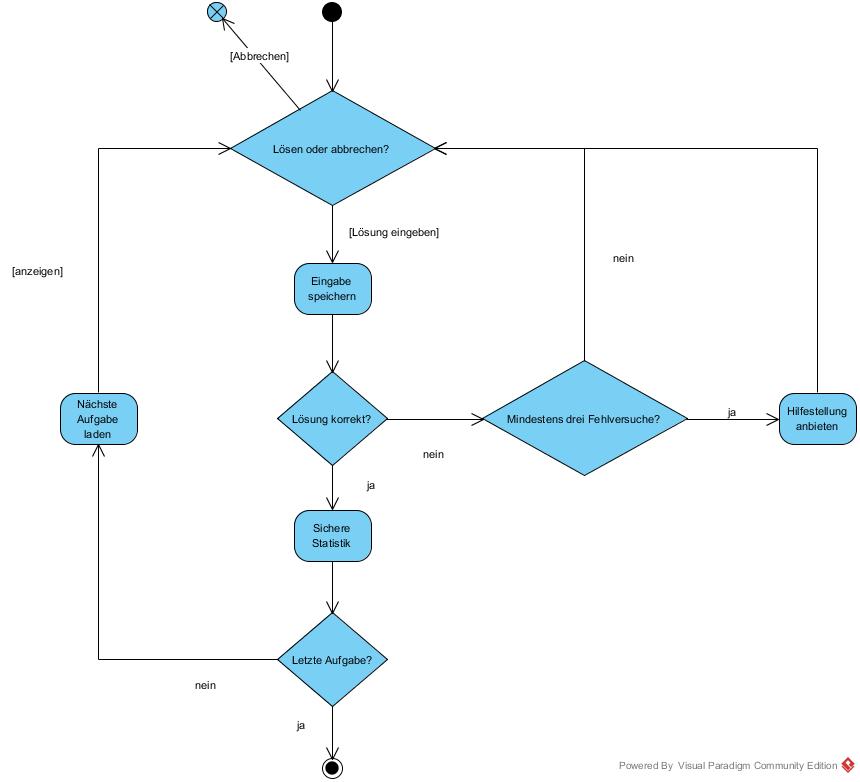 [Abbrechen]
Lösen oder abbrechen?
[Lösung eingeben]
nein
[anzeigen]
Eingabe
speichern
Nächste
Aufgabe
laden
Lösung korrekt?
nein
Mindestens drei Fehlversuche?
ja
Hilfestellung
anbieten
ja
Sichere
Statistik
Letzte Aufgabe?
nein
ja
Powered By Visual Paradigm Community Edition